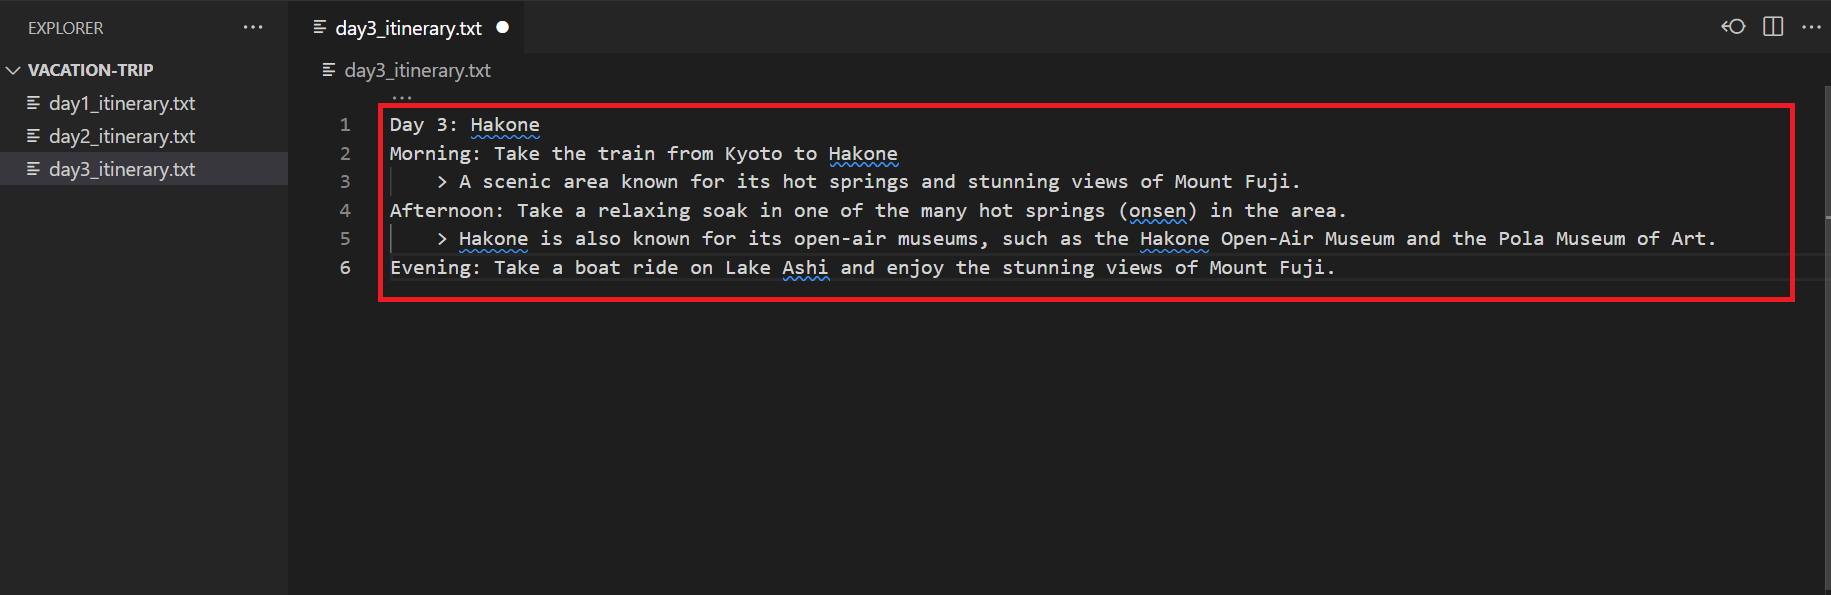 EXPLORER ...
day3_itinerary.txt
VACATION-TRIP
day1_itinerary.txt
day2_itinerary.txt
day3_itinerary.txt
day3_itinerary.txt
...
1 Day 3: Hakone
2 Morning: Take the train from Kyoto to Hakone
3 > A scenic area known for its hot springs and stunning views of Mount Fuji.
4 Afternoon: Take a relaxing soak in one of the many hot springs (onsen) in the area.
5 > Hakone is also known for its open-air museums, such as the Hakone Open-Air Museum and the Pola Museum of Art.
6 Evening: Take a boat ride on Lake Ashi and enjoy the stunning views of Mount Fuji.